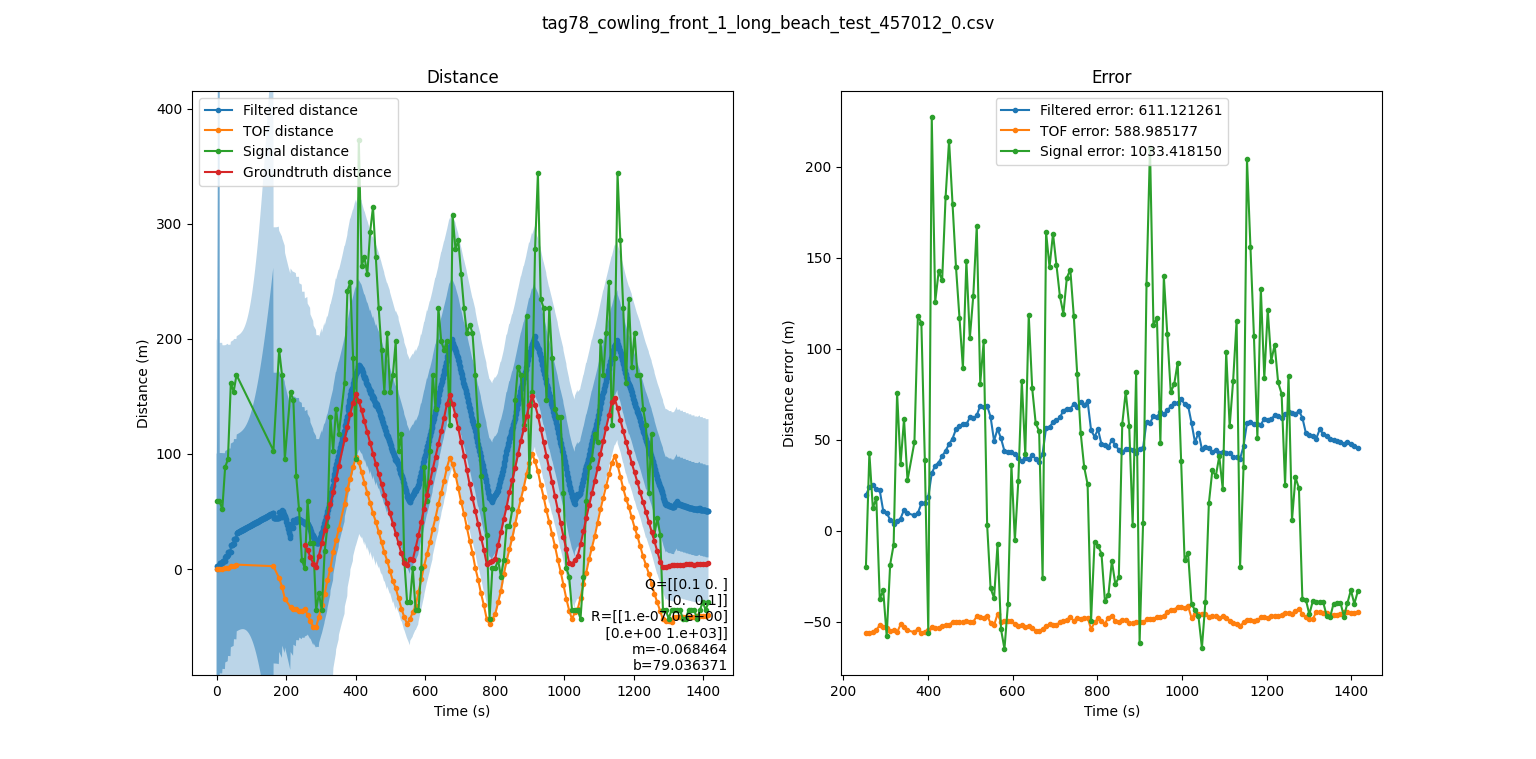 tag78_cowling_front_1_long_beach_test_457012_0.csv
Distance
Filtered distance
TOF distance
Signal distance
Groundtruth distance
Distance (m)
400
300
200
100
0
Q=[[0.1 0. ]
[0. 0.1]]
R=[[1.e-07 0.e+00]
[0.e+00 1.e+03]]
m=-0.068464
b=79.036371
0 200 400 600 800 1000 1200 1400
Time (s)
Error
Filtered error: 611.121261
TOF error: 588.985177
Signal error: 1033.418150
Distance error (m)
200
150
100
50
0
−50
200 400 600 800 1000 1200 1400
Time (s)